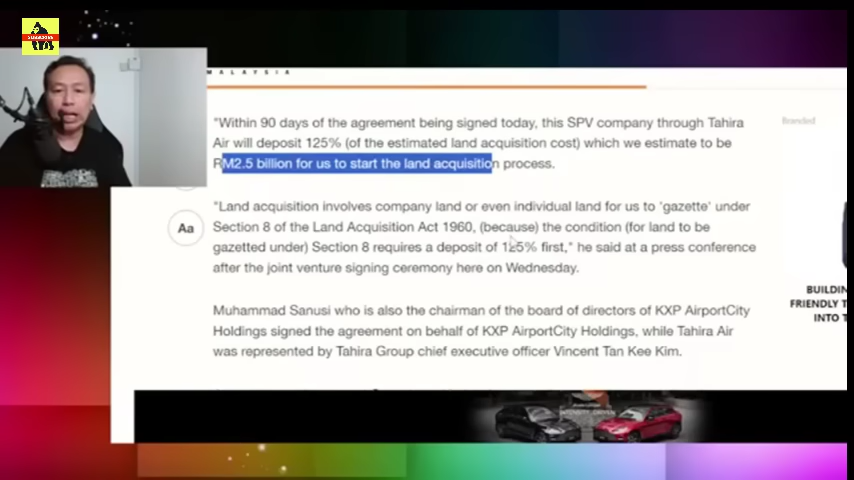 MALAYSIA
"Within 90 days of the agreement being signed today, this SPV company through Tahira
Air will deposit 125% (of the estimated land acquisition cost) which we estimate to be
RM2.5 billion for us to start the land acquisition process.
Branded
Aa
"Land acquisition involves company land or even individual land for us to 'gazette' under
Section 8 of the Land Acquisition Act 1960, (because) the condition (for land to be
gazetted under) Section 8 requires a deposit of 125% first," he said at a press conference
after the joint venture signing ceremony here on Wednesday.
Muhammad Sanusi who is also the chairman of the board of directors of KXP AirportCity
Holdings signed the agreement on behalf of KXP AirportCity Holdings, while Tahira Air
was represented by Tahira Group chief executive officer Vincent Tan Kee Kim.
BUILDIN
FRIENDLY T
INTO T